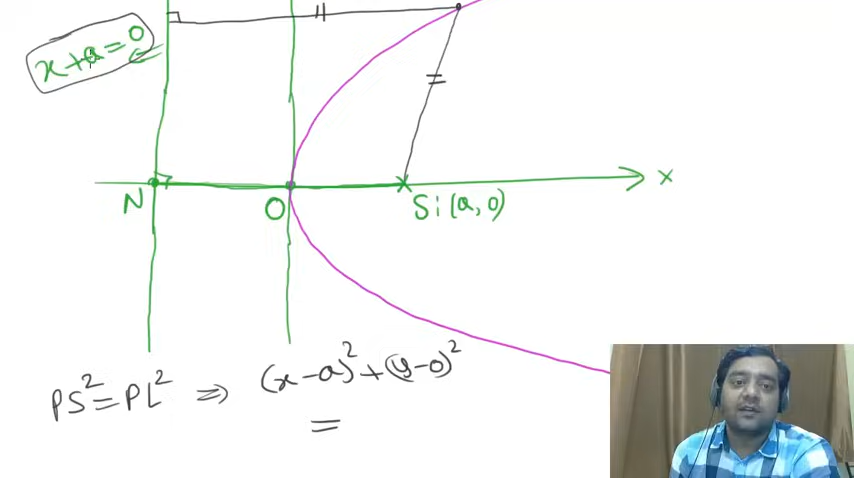 x+a=0
N
O
S:(a,0)
x
PS²=PL² ⇒ (x-a)²+(y-0)²
=